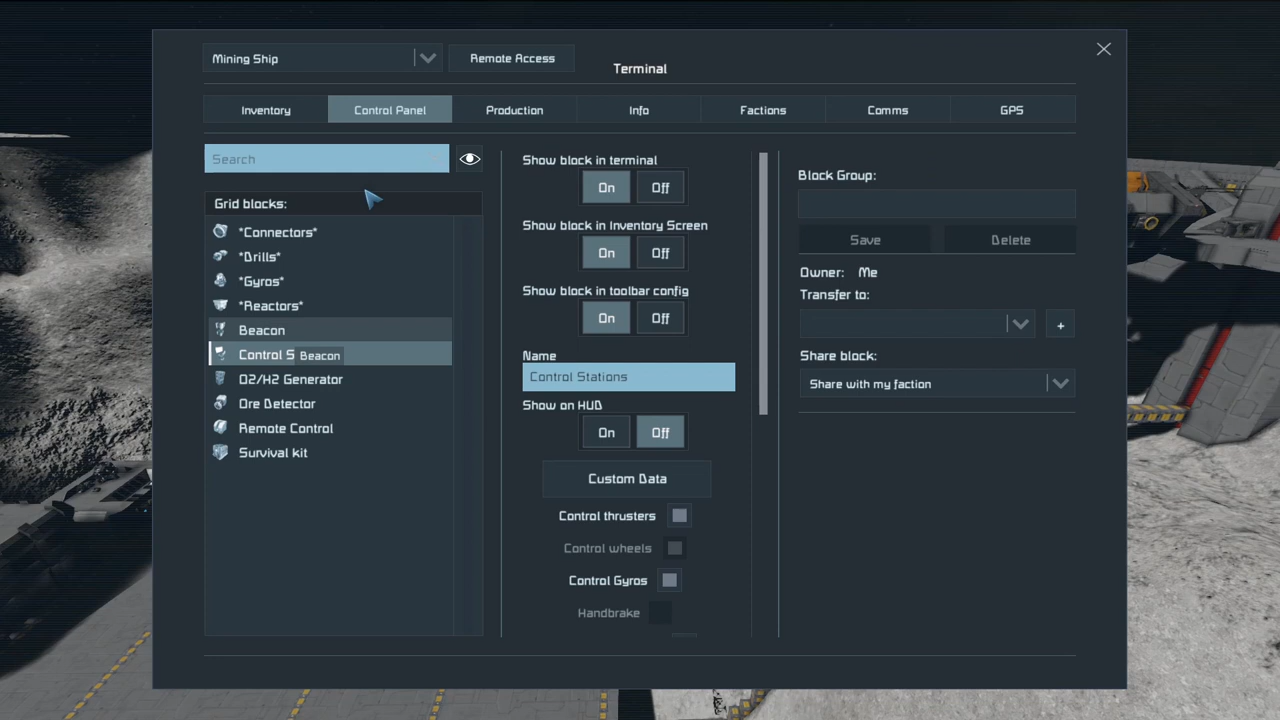 Mining Ship
Remote Access
Terminal
Inventory
Control Panel
Production
Info
Factions
Comms
GPS
Search
Grid blocks:
*Connectors*
*Drills*
*Gyros*
*Reactors*
Beacon
Control S
Beacon
O2/H2 Generator
Ore Detector
Remote Control
Survival kit
Show block in terminal
On Off
Show block in Inventory Screen
On Off
Show block in toolbar config
On Off
Name
Control Stations
Show on HUD
On Off
Custom Data
Control thrusters
Control wheels
Control Gyros
Handbrake
Block Group:
Save Delete
Owner: Me
Transfer to:
+
Share block:
Share with my faction